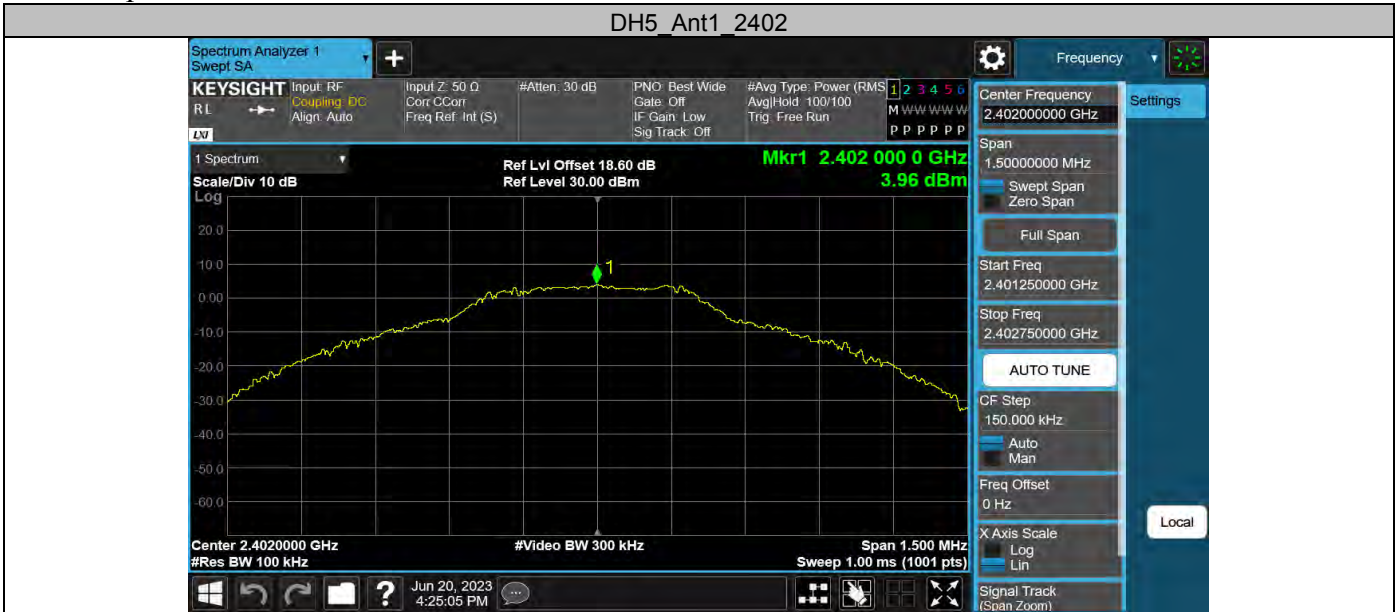 DH5_Ant1_2402
Spectrum Analyzer 1
Swept SA
+
Frequency
KEYSIGHT
RL
LXI
Input: RF
Coupling: DC
Align: Auto
Input Z: 50 Ω
Corr CCorr
Freq Ref: Int (S)
#Atten: 30 dB
PNO: Best Wide
Gate: Off
IF Gain: Low
Sig Track: Off
#Avg Type: Power (RMS
Avg|Hold: 100/100
Trig: Free Run
1 2 3 4 5 6
M W W W W W
P P P P P P
1 Spectrum
Scale/Div 10 dB
Log
Ref Lvl Offset 18.60 dB
Ref Level 30.00 dBm
Mkr1 2.402 000 0 GHz
3.96 dBm
20.0
10.0
0.00
-10.0
-20.0
-30.0
-40.0
-50.0
-60.0
1
Center 2.4020000 GHz
#Res BW 100 kHz
#Video BW 300 kHz
Span 1.500 MHz
Sweep 1.00 ms (1001 pts)
?
Jun 20, 2023
4:25:05 PM
Center Frequency
2.402000000 GHz
Span
1.50000000 MHz
Swept Span
Zero Span
Full Span
Start Freq
2.401250000 GHz
Stop Freq
2.402750000 GHz
AUTO TUNE
CF Step
150.000 kHz
Auto
Man
Freq Offset
0 Hz
X Axis Scale
Log
Lin
Signal Track
(Span Zoom)
Settings
Local